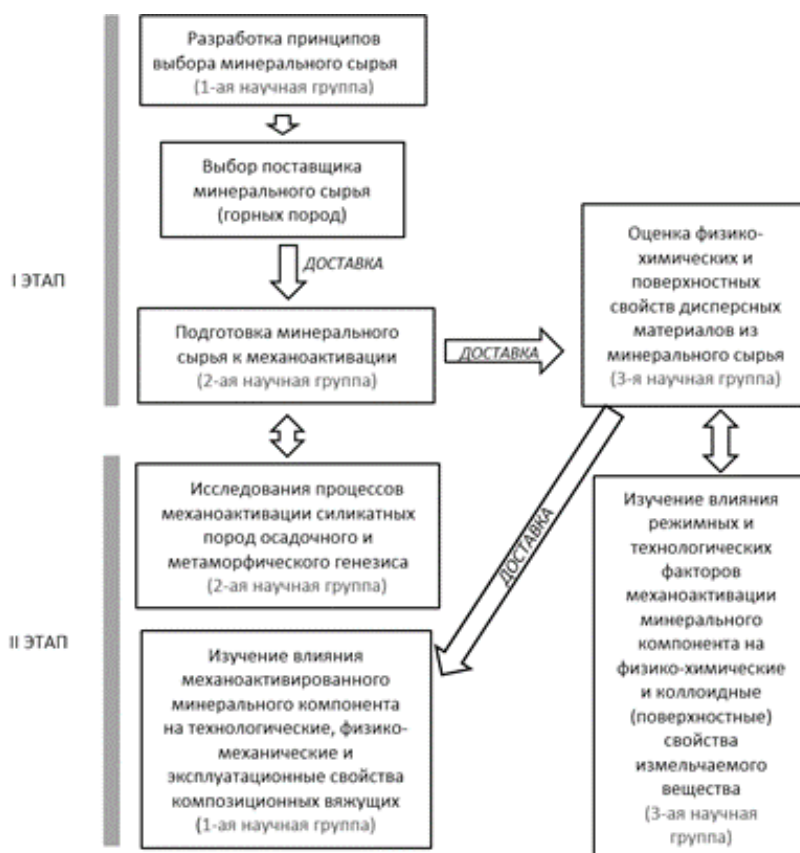 Разработка принципов
выбора минерального сырья
(1-ая научная группа)
Выбор поставщика
минерального сырья
(горных пород)
ДОСТАВКА
I ЭТАП
Подготовка минерального
сырья к механоактивации
(2-ая научная группа)
ДОСТАВКА
Оценка физико-
химических и
поверхностных
свойств дисперсных
материалов из
минерального сырья
(3-я научная группа)
ДОСТАВКА
II ЭТАП
Исследования процессов
механоактивации силикатных
пород осадочного и
метаморфического генезиса
(2-ая научная группа)
Изучение влияния
механоактивированного
минерального компонента
на технологические, физико-
механические и
эксплуатационные свойства
композиционных вяжущих
(1-ая научная группа)
Изучение влияния
режимных и
технологических
факторов
механоактивации
минерального
компонента на
физико-химические
и коллоидные
(поверхностные)
свойства
измельчаемого
вещества
(3-ая научная
группа)